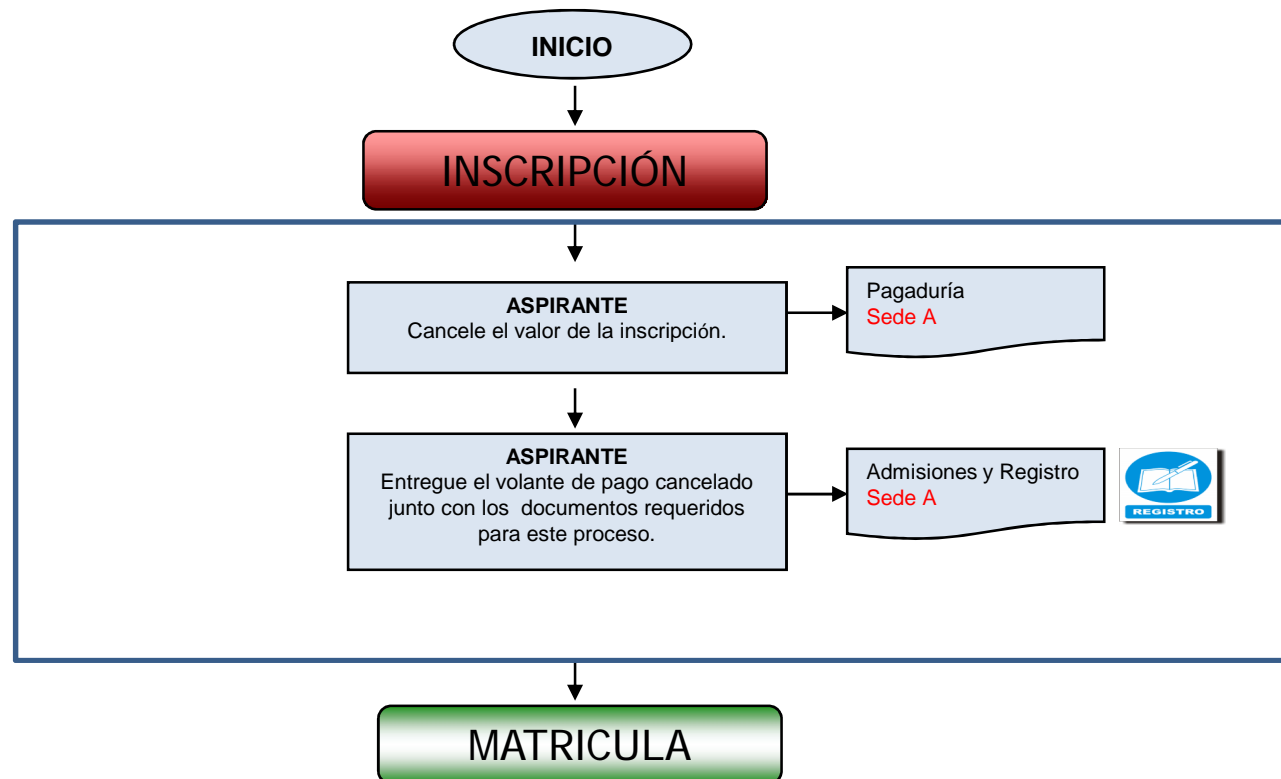 INICIO
INSCRIPCIÓN
ASPIRANTE
Cancele el valor de la inscripción.
Pagaduría
Sede A
ASPIRANTE
Entregue el volante de pago cancelado
junto con los documentos requeridos
para este proceso.
Admisiones y Registro
Sede A
REGISTRO
MATRICULA